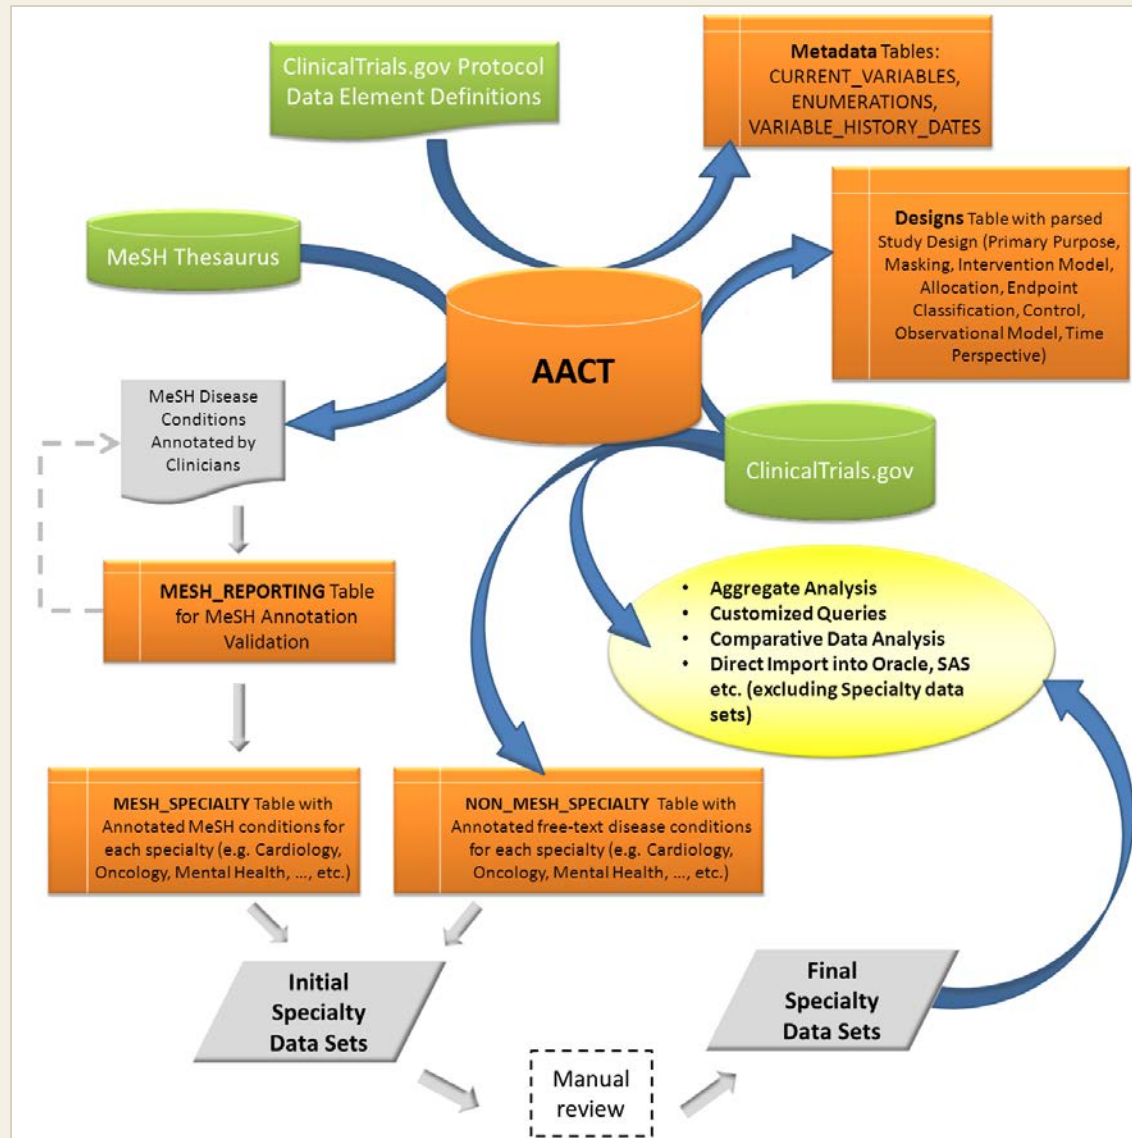 ClinicalTrials.gov Protocol
Data Element Definitions
Metadata Tables:
CURRENT_VARIABLES,
ENUMERATIONS,
VARIABLE_HISTORY_DATES
MeSH Thesaurus
Designs Table with parsed
Study Design (Primary Purpose,
Masking, Intervention Model,
Allocation, Endpoint
Classification, Control,
Observational Model, Time
Perspective)
AACT
MeSH Disease
Conditions
Annotated by
Clinicians
ClinicalTrials.gov
MESH_REPORTING Table
for MeSH Annotation
Validation
• Aggregate Analysis
• Customized Queries
• Comparative Data Analysis
• Direct Import into Oracle, SAS
etc. (excluding Specialty data
sets)
MESH_SPECIALTY Table with
Annotated MeSH conditions for
each specialty (e.g. Cardiology,
Oncology, Mental Health, ..., etc.)
NON_MESH_SPECIALTY Table with
Annotated free-text disease conditions
for each specialty (e.g. Cardiology,
Oncology, Mental Health, ..., etc.)
Initial
Specialty
Data Sets
Manual
review
Final
Specialty
Data Sets